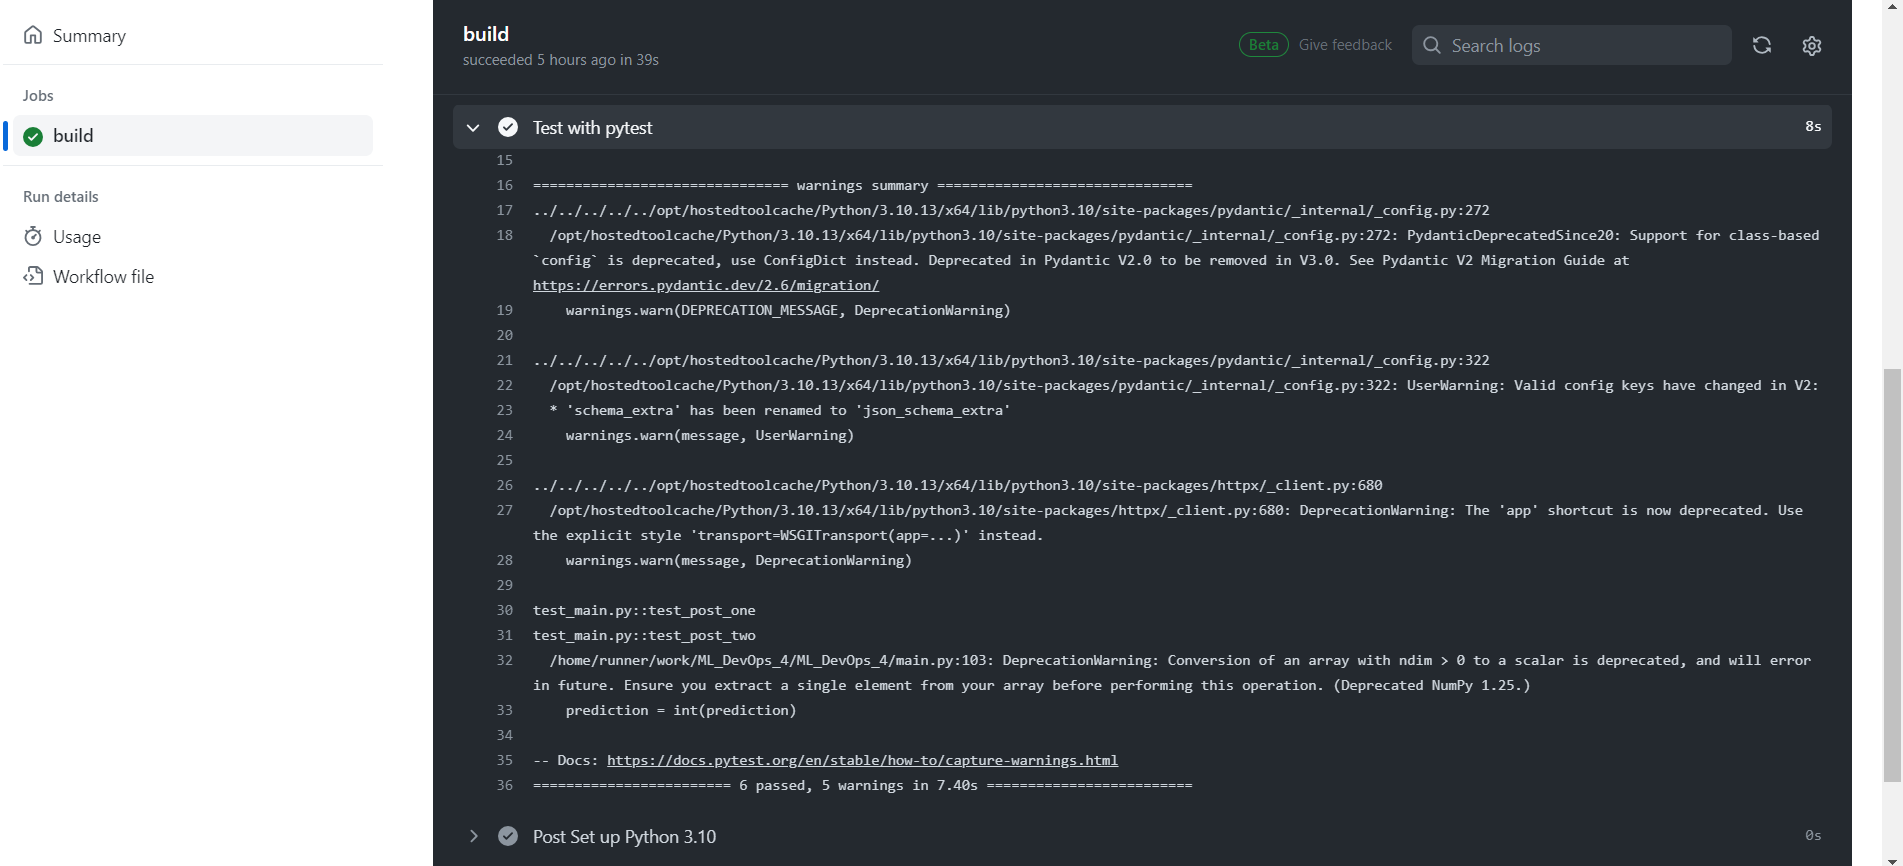 Summary
Jobs
build
Run details
Usage
Workflow file
build
succeeded 5 hours ago in 39s
Beta
Give feedback
Search logs
Test with pytest
8s
15
16 =============================== warnings summary ===============================
17 ../../../../../opt/hostedtoolcache/Python/3.10.13/x64/lib/python3.10/site-packages/pydantic/_internal/_config.py:272
18   /opt/hostedtoolcache/Python/3.10.13/x64/lib/python3.10/site-packages/pydantic/_internal/_config.py:272: PydanticDeprecatedSince20: Support for class-based
`config` is deprecated, use ConfigDict instead. Deprecated in Pydantic V2.0 to be removed in V3.0. See Pydantic V2 Migration Guide at
https://errors.pydantic.dev/2.6/migration/
19     warnings.warn(DEPRECATION_MESSAGE, DeprecationWarning)
20
21 ../../../../../opt/hostedtoolcache/Python/3.10.13/x64/lib/python3.10/site-packages/pydantic/_internal/_config.py:322
22   /opt/hostedtoolcache/Python/3.10.13/x64/lib/python3.10/site-packages/pydantic/_internal/_config.py:322: UserWarning: Valid config keys have changed in V2:
23   * 'schema_extra' has been renamed to 'json_schema_extra'
24     warnings.warn(message, UserWarning)
25
26 ../../../../../opt/hostedtoolcache/Python/3.10.13/x64/lib/python3.10/site-packages/httpx/_client.py:680
27   /opt/hostedtoolcache/Python/3.10.13/x64/lib/python3.10/site-packages/httpx/_client.py:680: DeprecationWarning: The 'app' shortcut is now deprecated. Use
the explicit style 'transport=WSGITransport(app=...)' instead.
28     warnings.warn(message, DeprecationWarning)
29
30 test_main.py::test_post_one
31 test_main.py::test_post_two
32   /home/runner/work/ML_DevOps_4/ML_DevOps_4/main.py:103: DeprecationWarning: Conversion of an array with ndim > 0 to a scalar is deprecated, and will error
in future. Ensure you extract a single element from your array before performing this operation. (Deprecated NumPy 1.25.)
33     prediction = int(prediction)
34
35 -- Docs: https://docs.pytest.org/en/stable/how-to/capture-warnings.html
36 ======================== 6 passed, 5 warnings in 7.40s =========================
Post Set up Python 3.10
0s